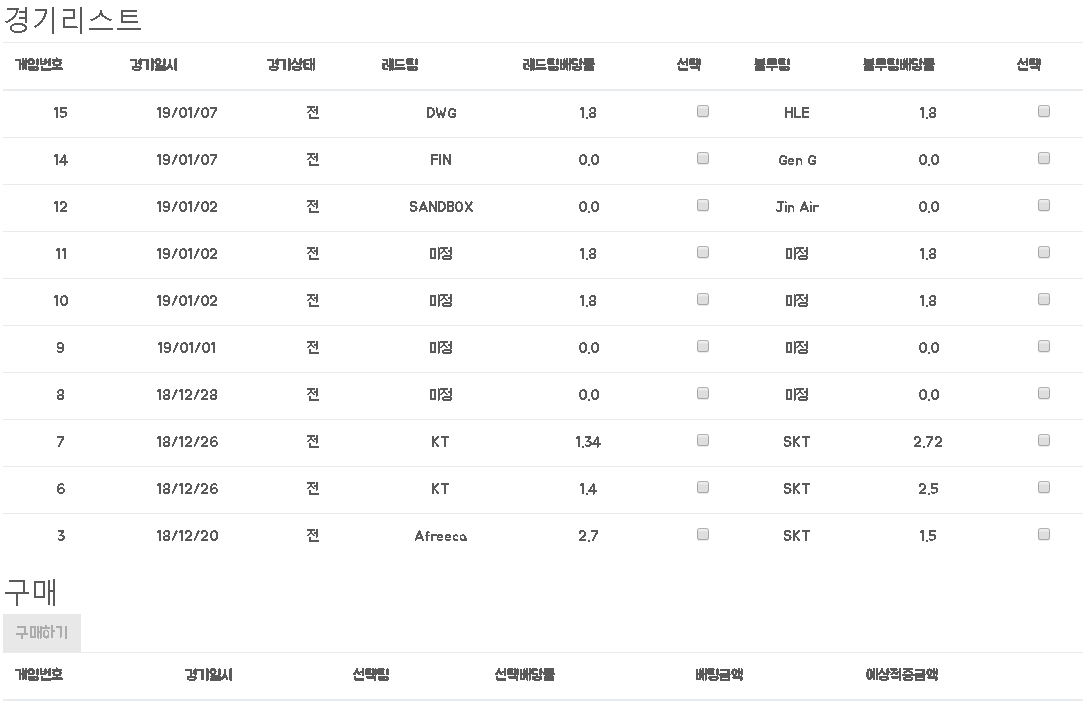 경기리스트
게임번호 경기일시 경기상태 레드팀 레드팀배당률 선택 블루팀 블루팀배당률 선택
15 19/01/07 전 DWG 1.8 HLE 1.8
14 19/01/07 전 FIN 0.0 Gen G 0.0
12 19/01/02 전 SANDBOX 0.0 Jin Air 0.0
11 19/01/02 전 미정 1.8 미정 1.8
10 19/01/02 전 미정 1.8 미정 1.8
9 19/01/01 전 미정 0.0 미정 0.0
8 18/12/28 전 미정 0.0 미정 0.0
7 18/12/26 전 KT 1.34 SKT 2.72
6 18/12/26 전 KT 1.4 SKT 2.5
3 18/12/20 전 Afreeca 2.7 SKT 1.5
구매
구매하기
게임번호 경기일시 선택팀 선택배당률 베팅금액 예상적중금액